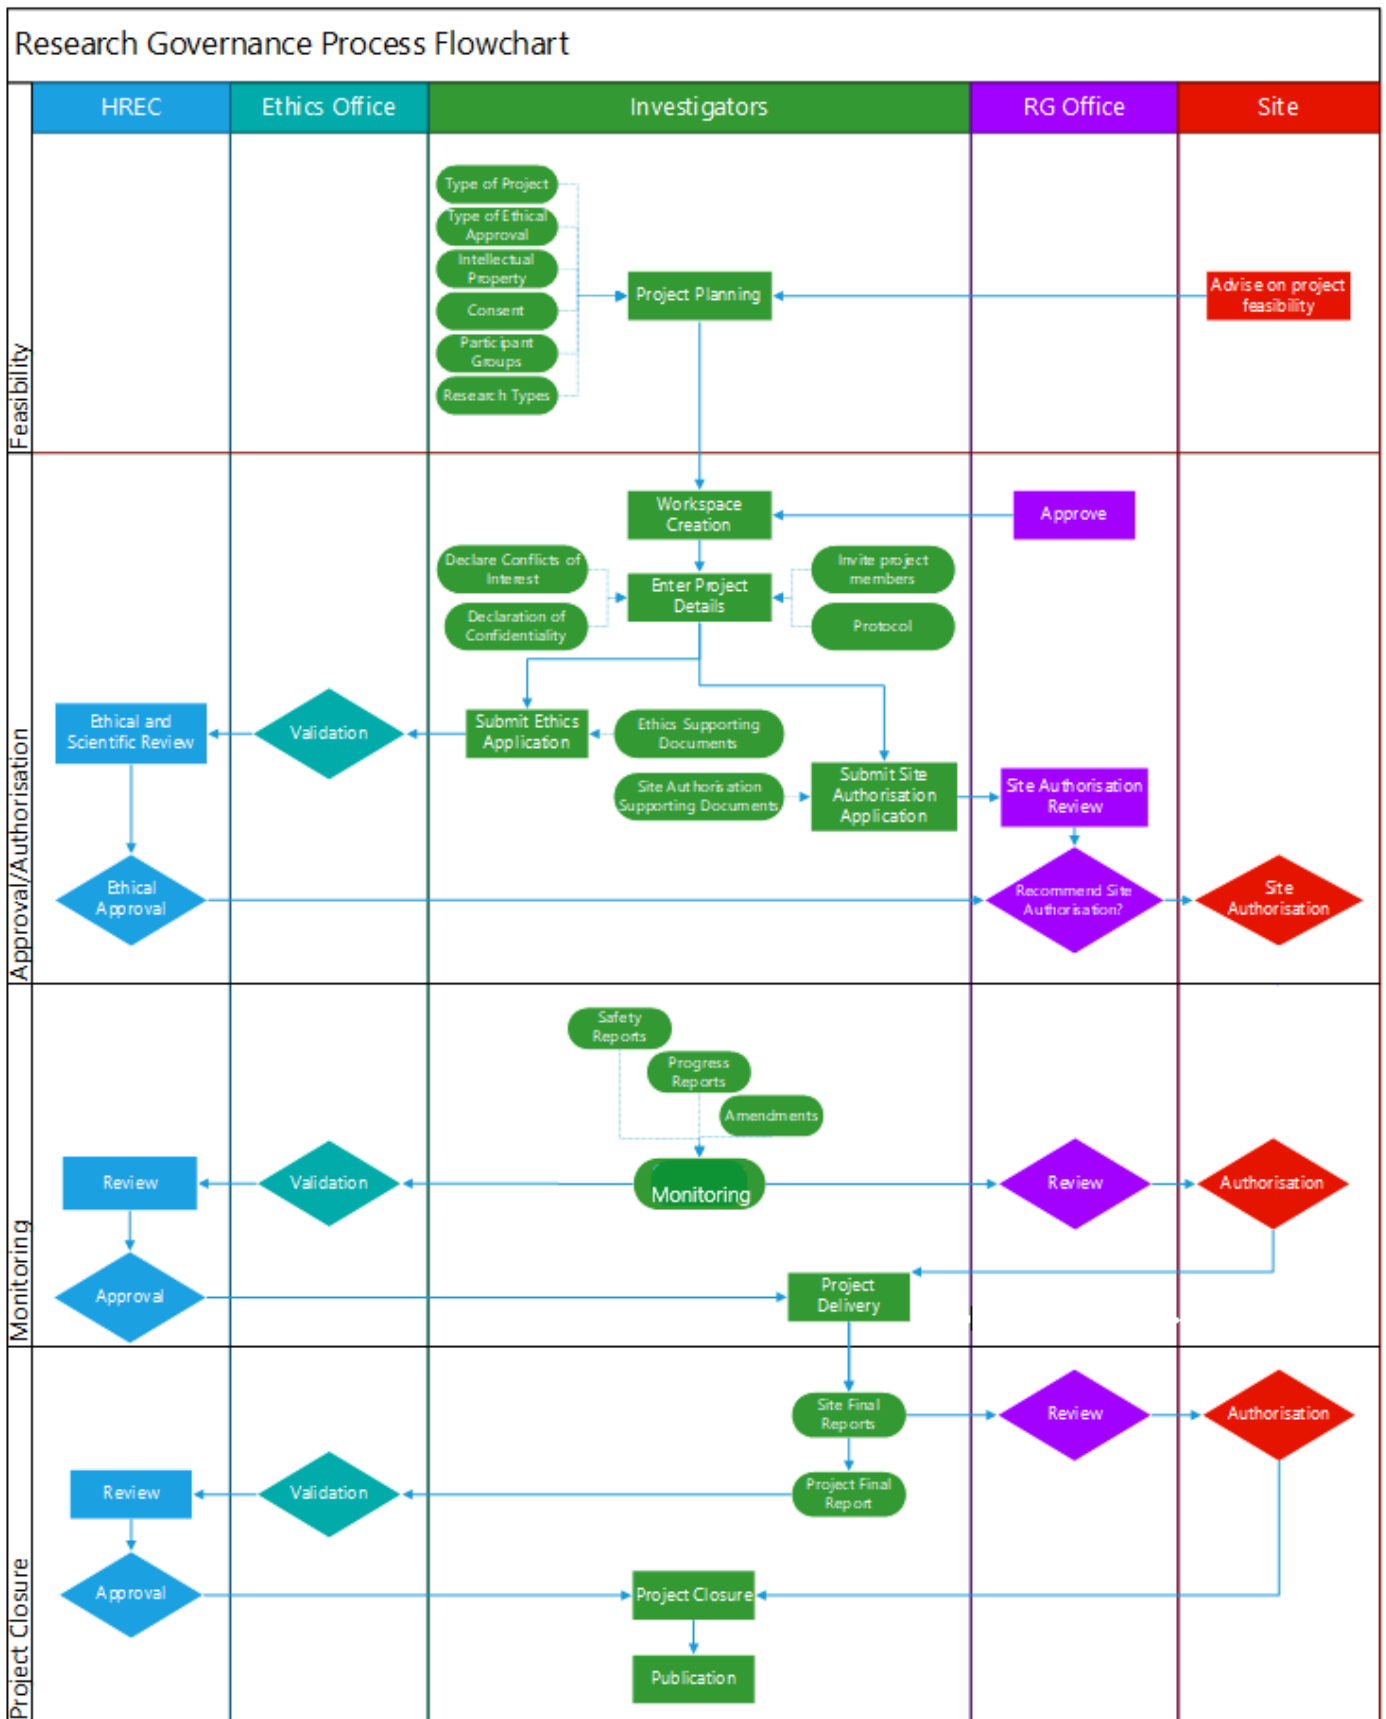 Research Governance Process Flowchart
HREC
Ethics Office
Investigators
RG Office
Site
Feasibility
Type of Project
Type of Ethical
Approval
Intellectual
Property
Consent
Participant
Groups
Research Types
Project Planning
Advise on project
feasibility
Approval/Authorisation
Workspace
Creation
Approve
Declare Conflicts of
Interest
Declaration of
Confidentiality
Enter Project
Details
Invite project
members
Protocol
Ethical and
Scientific Review
Validation
Submit Ethics
Application
Ethics Supporting
Documents
Site Authorisation
Supporting Documents
Submit Site
Authorisation
Application
Site Authorisation
Review
Ethical
Approval
Recommend Site
Authorisation?
Site
Authorisation
Monitoring
Safety
Reports
Progress
Reports
Amendments
Review
Validation
Monitoring
Review
Authorisation
Approval
Project
Delivery
Project Closure
Site Final
Reports
Review
Authorisation
Review
Validation
Project Final
Report
Approval
Project Closure
Publication